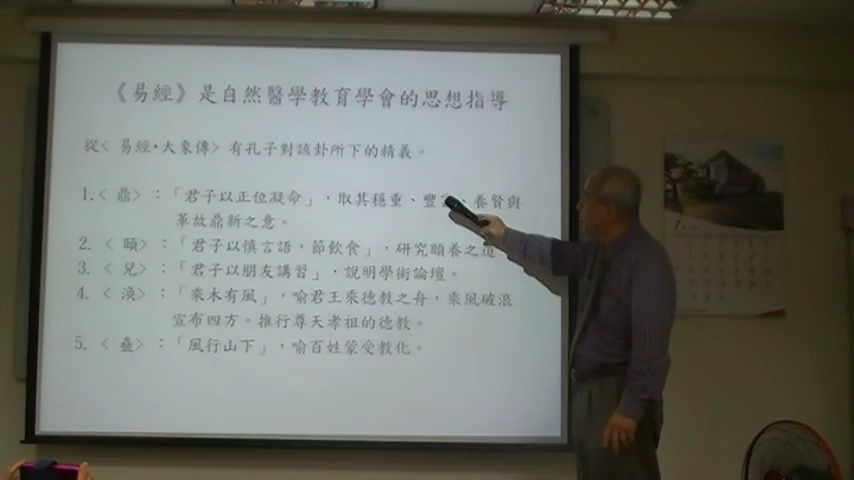 《易經》是自然醫學教育學會的思想指導
從< 易經·大象傳> 有孔子對該卦所下的精義。
1.< 鼎> :「君子以正位凝命」,取其穩重、豐 、養賢與
革故鼎新之意。
2.< 頤> :「君子以慎言語,節飲食」,研究頤養之道
3.< 兌> :「君子以朋友講習」,說明學術論壇。
4.< 渙> :「乘木有風」,喻君王乘德教之舟,乘風破浪
宣布四方。推行尊天孝祖的德教。
5.< 蠱> :「風行山下」,喻百姓蒙受教化。